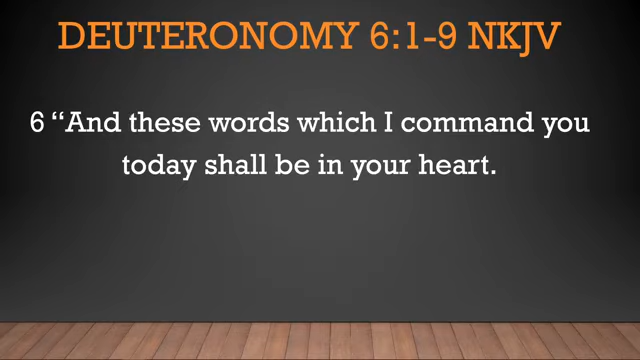 DEUTERONOMY 6:1-9 NKJV
6 “And these words which I command you
today shall be in your heart.